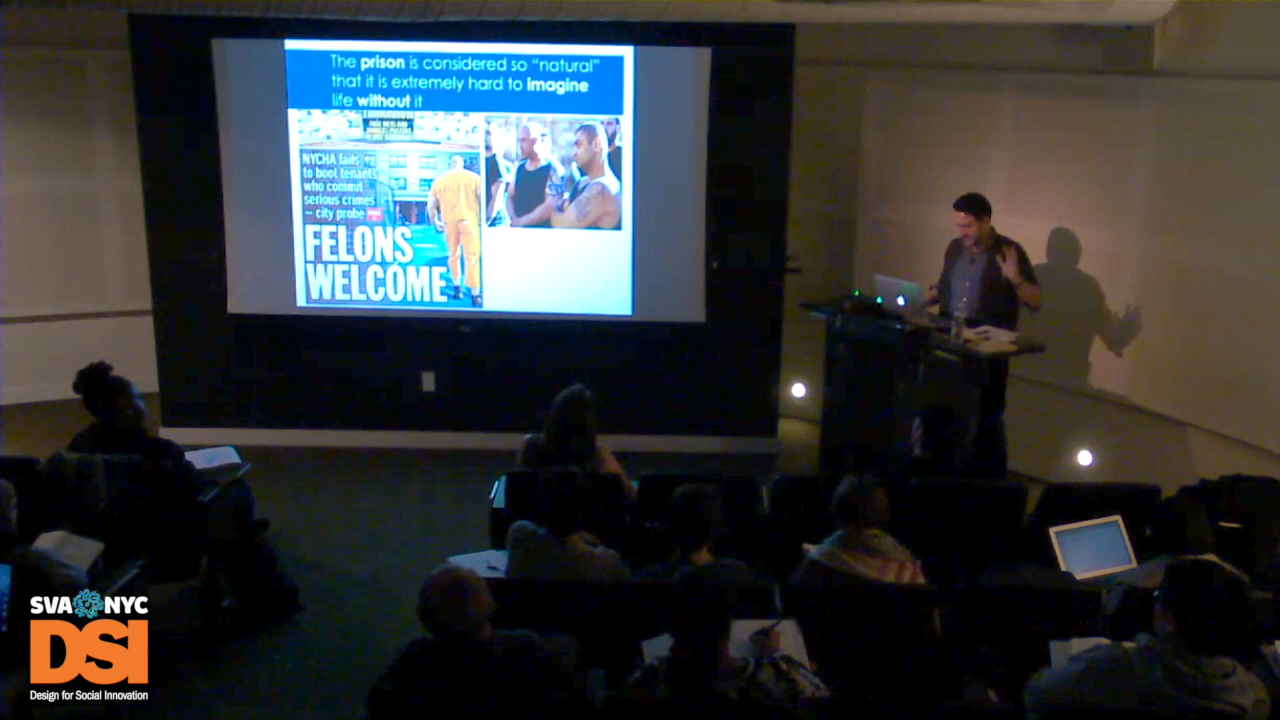 The prison is considered so “natural”
that it is extremely hard to imagine
life without it
NYCHA fails
to boot tenants
who commit
serious crimes
– city probe
FELONS
WELCOME
SVA NYC
DSI
Design for Social Innovation